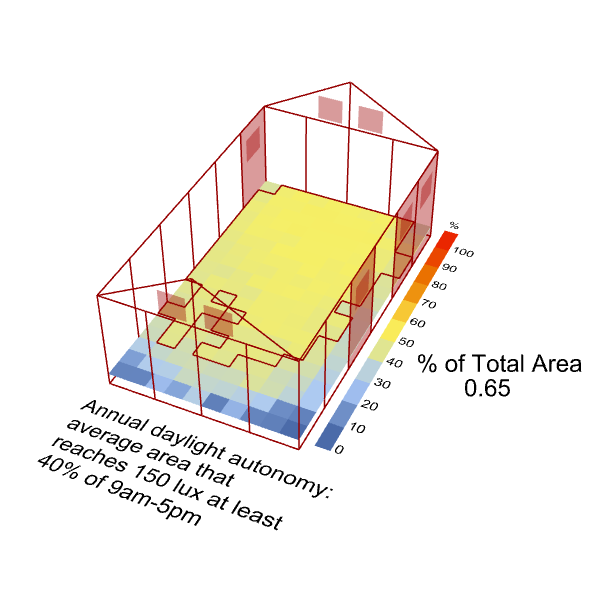 %
100
90
80
70
60
50
40
30
20
10
0
% of Total Area
0.65
Annual daylight autonomy:
average area that
reaches 150 lux at least
40% of 9am-5pm